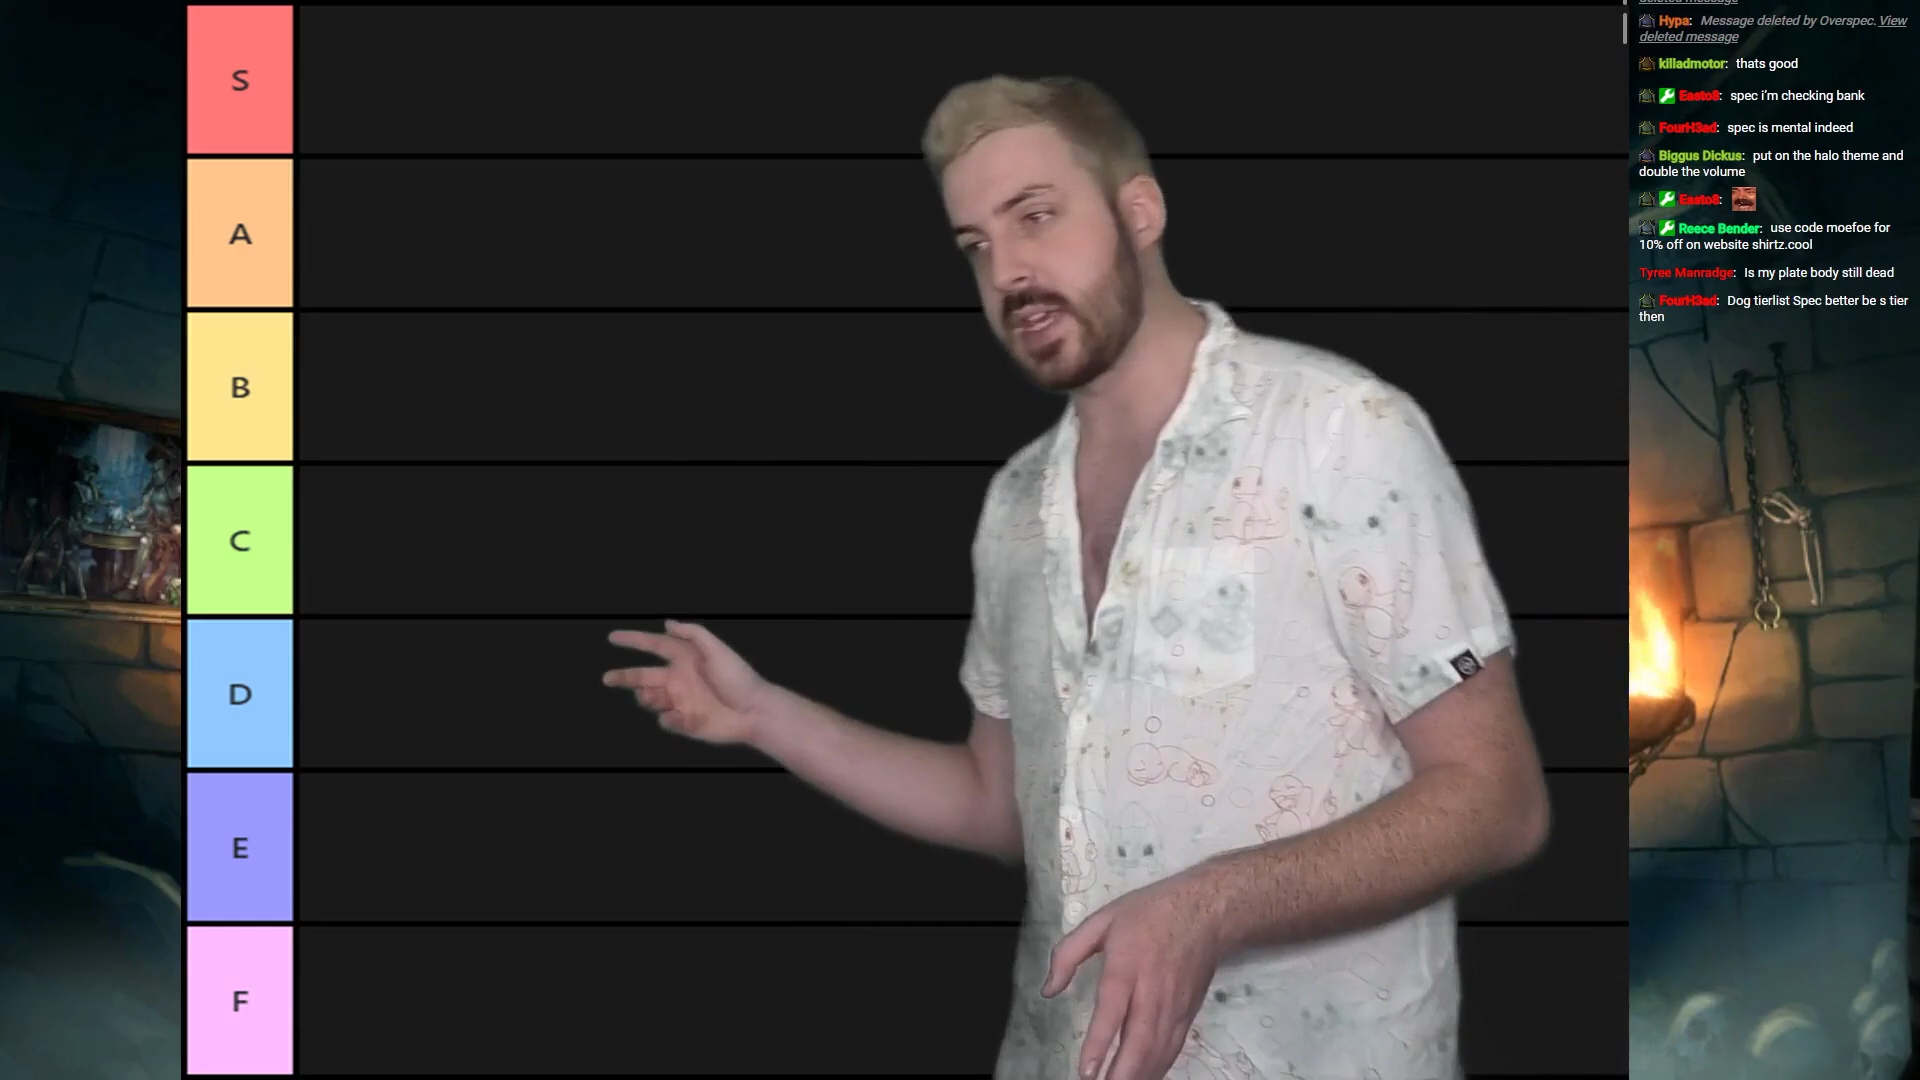 S
A
B
C
D
E
F
deleted message
Hypa: Message deleted by Overspec. View
deleted message
killadmotor: thats good
Easto8: spec i'm checking bank
FourH3ad: spec is mental indeed
Biggus Dickus: put on the halo theme and
double the volume
Easto8:
Reece Bender: use code moefoe for
10% off on website shirtz.cool
Tyree Manradge: Is my plate body still dead
FourH3ad: Dog tierlist Spec better be s tier
then